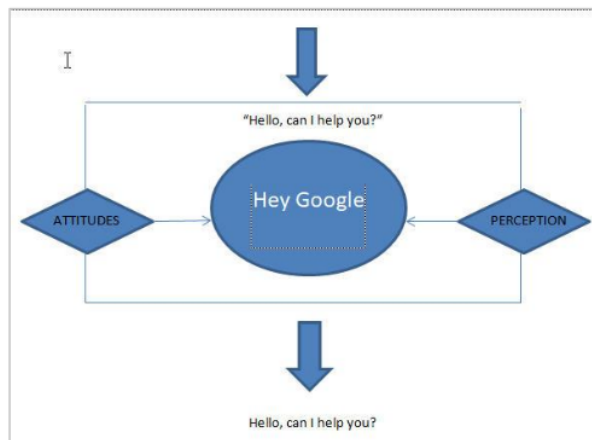 "Hello, can I help you?"
Hey Google
ATTITUDES
PERCEPTION
Hello, can I help you?